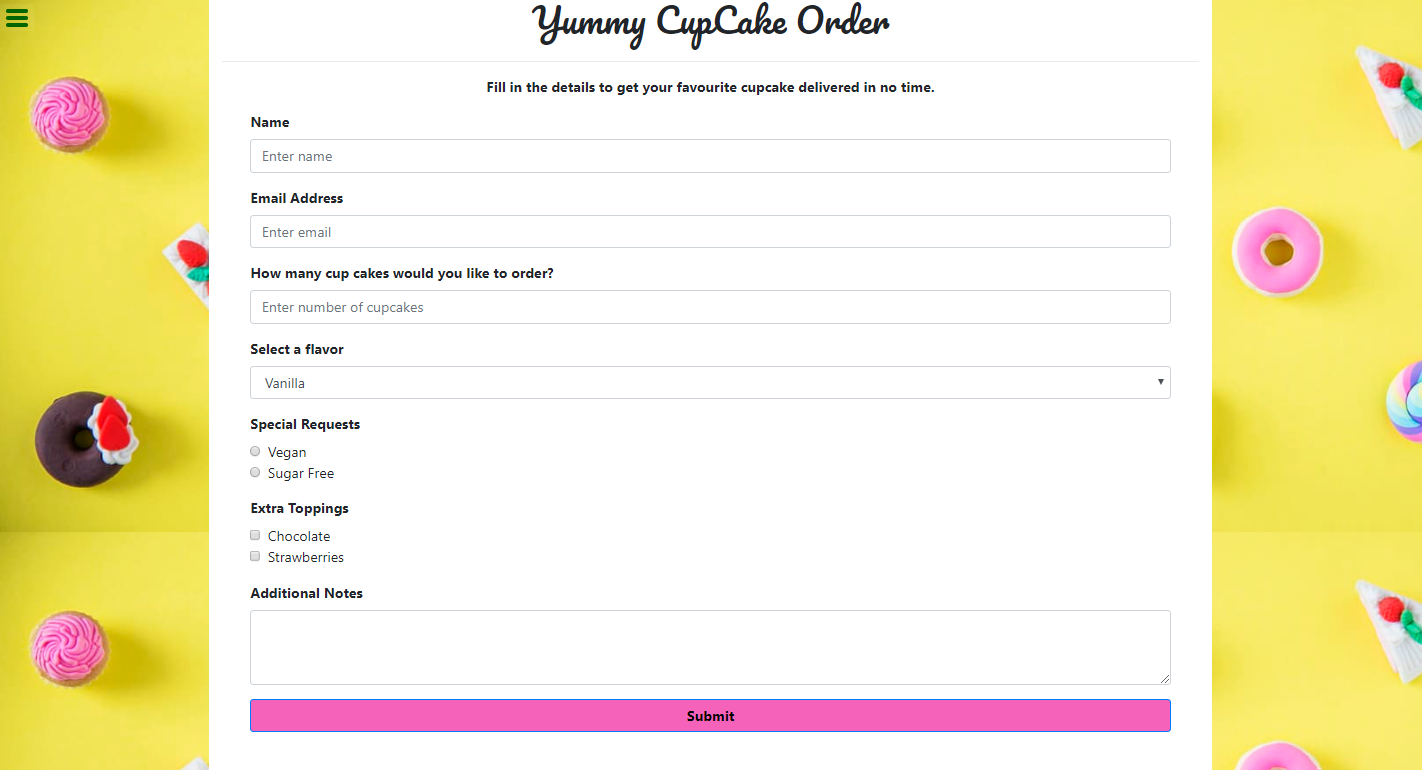 Yummy CupCake Order
Fill in the details to get your favourite cupcake delivered in no time.
Name
Enter name
Email Address
Enter email
How many cup cakes would you like to order?
Enter number of cupcakes
Select a flavor
Vanilla
Special Requests
Vegan
Sugar Free
Extra Toppings
Chocolate
Strawberries
Additional Notes
Submit